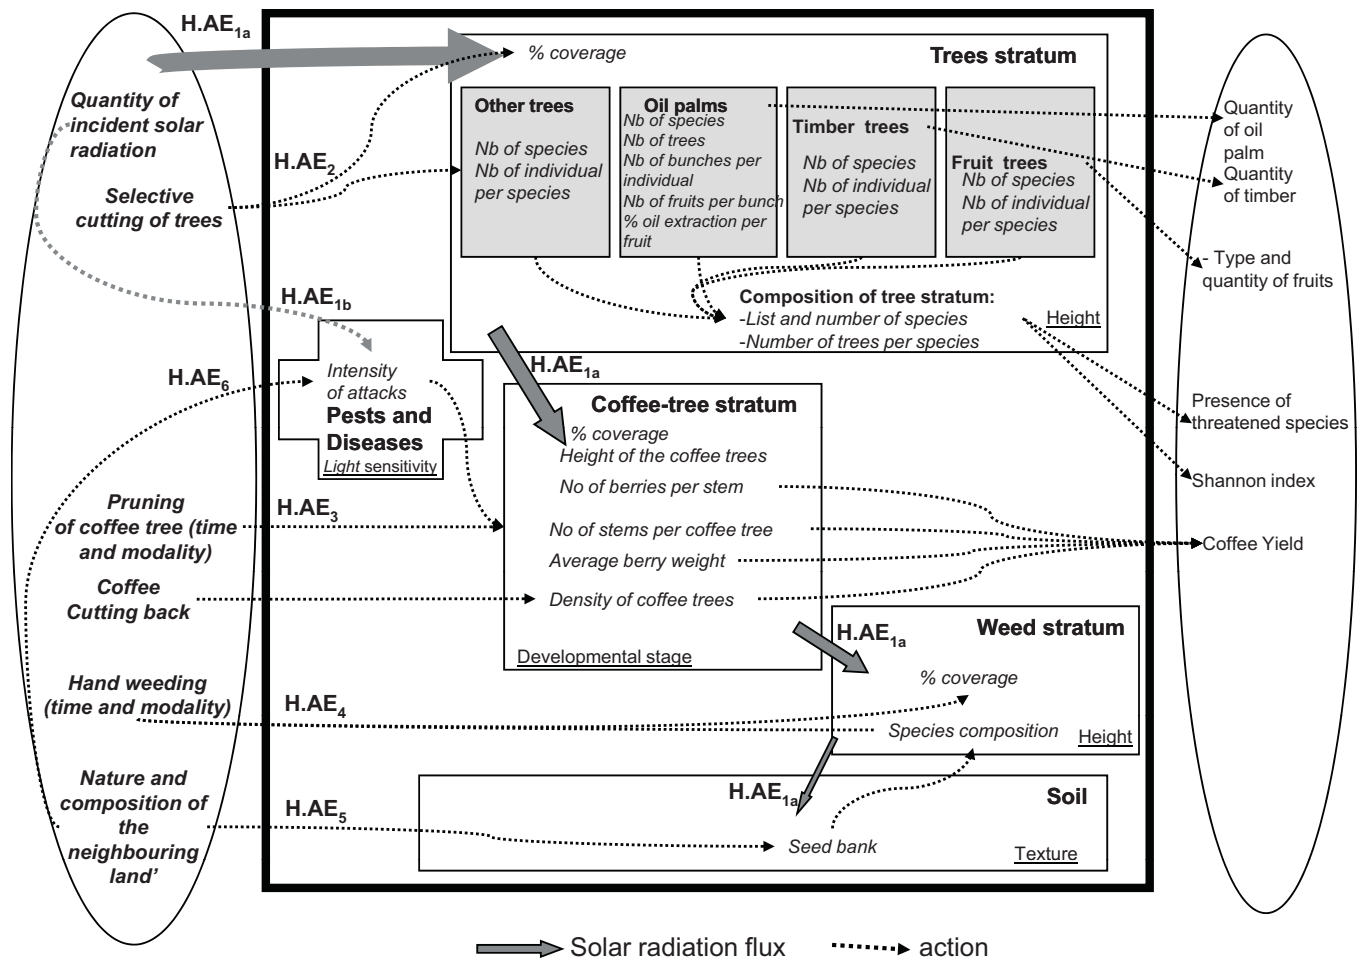 H.AE1a
% coverage
Trees stratum
Quantity of
incident solar
radiation
H.AE2
Selective
cutting of trees
Other trees
Nb of species
Nb of individual
per species
Oil palms
Nb of species
Nb of trees
Nb of bunches per
individual
Nb of fruits per bunch
% oil extraction per
fruit
Timber trees
Nb of species
Nb of individual
per species
Fruit trees
Nb of species
Nb of individual
per species
Quantity
of oil
palm
Quantity
of timber
- Type and
quantity of fruits
Composition of tree stratum:
-List and number of species
-Number of trees per species
Height
H.AE1b
H.AE6
Intensity
of attacks
Pests and
Diseases
Light sensitivity
H.AE1a
Coffee-tree stratum
% coverage
Height of the coffee trees
No of berries per stem
No of stems per coffee tree
Average berry weight
Density of coffee trees
Developmental stage
Presence of
threatened species
Shannon index
Coffee Yield
Pruning
of coffee tree (time
and modality)
H.AE3
Coffee
Cutting back
H.AE1a
Weed stratum
% coverage
Species composition
Height
Hand weeding
(time and modality)
H.AE4
Nature and
composition of
the
neighbouring
land’
H.AE5
H.AE1a
Soil
Seed bank
Texture
Solar radiation flux
action